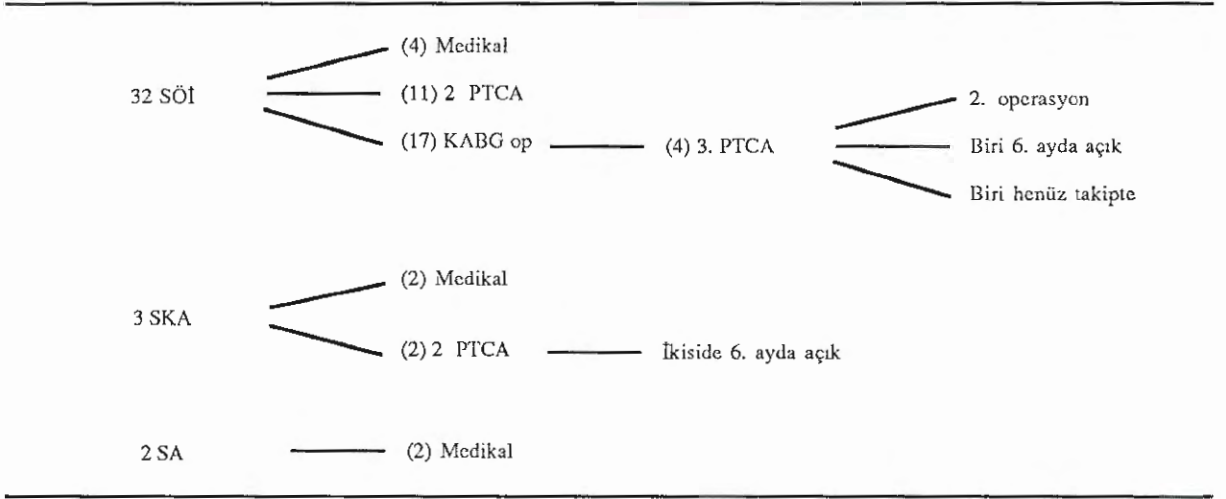 (4) Medikal
32 SÖİ
(11) 2 PTCA
2. operasyon
(17) KABG op
(4) 3. PTCA
Biri 6. ayda açık
Biri henüz takipte
(2) Medikal
3 SKA
(2) 2 PTCA
İkiside 6. ayda açık
2 SA
(2) Medikal